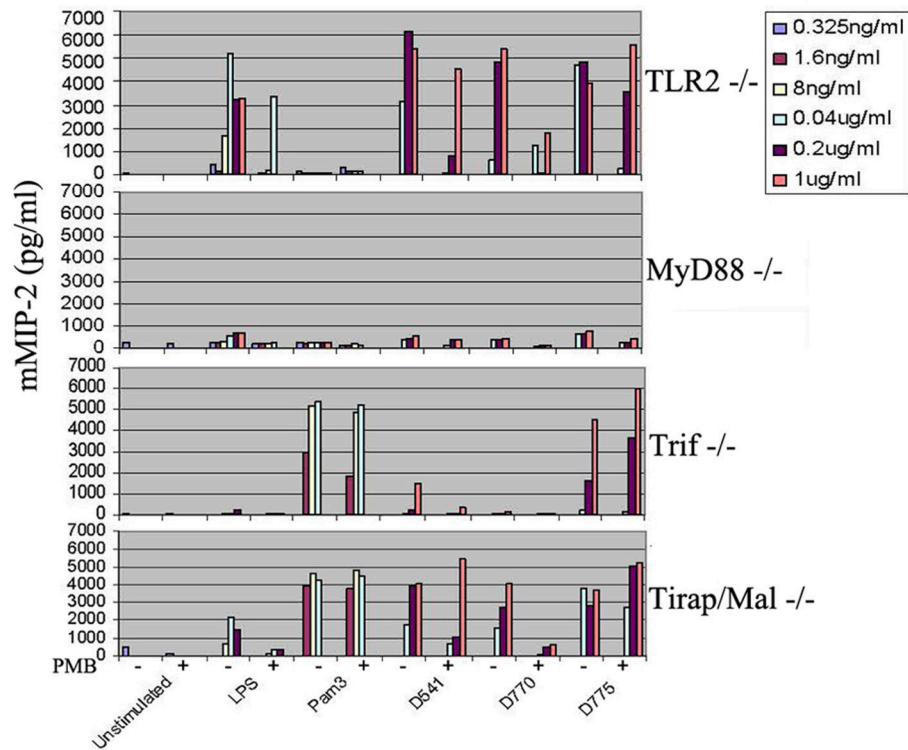 7000
6000
5000
4000
3000
2000
1000
0
TLR2 -/-
0.325ng/ml
1.6ng/ml
8ng/ml
0.04ug/ml
0.2ug/ml
1ug/ml
mMIP-2 (pg/ml)
7000
6000
5000
4000
3000
2000
1000
0
MyD88 -/-
7000
6000
5000
4000
3000
2000
1000
0
Trif -/-
7000
6000
5000
4000
3000
2000
1000
0
Tirap/Mal -/-
PMB - + - + - + - + - + - +
Unstimulated LPS Pam3 D541 D770 D775